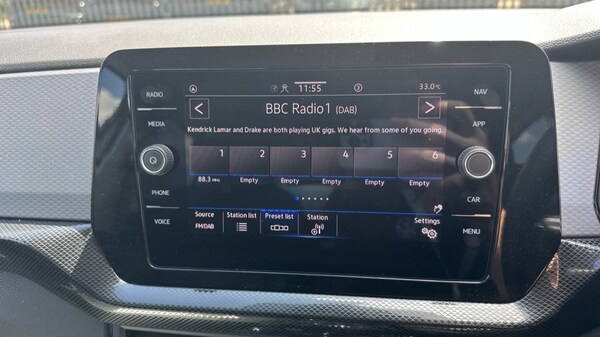 RADIO
MEDIA
PHONE
VOICE
11:55
33.0°C
BBC Radio1 (DAB)
Kendrick Lamar and Drake are both playing UK gigs. We hear from some of you going.
1 2 3 4 5 6
88.3 MHz Empty Empty Empty Empty Empty
Source
FM/DAB
Station list
Preset list
Station
Settings
NAV
APP
CAR
MENU